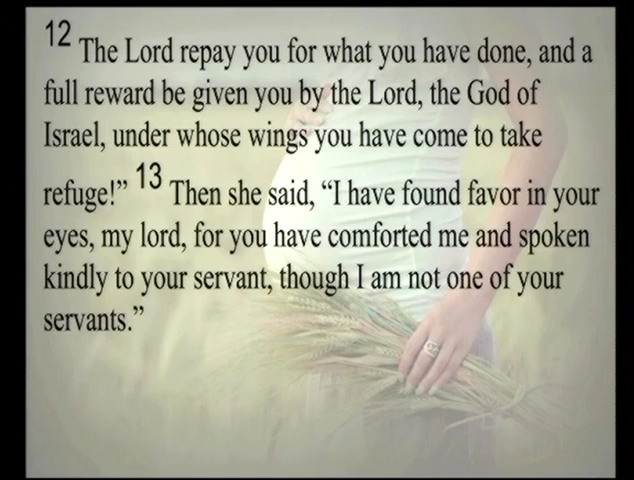 12 The Lord repay you for what you have done, and a
full reward be given you by the Lord, the God of
Israel, under whose wings you have come to take
refuge!” 13 Then she said, “I have found favor in your
eyes, my lord, for you have comforted me and spoken
kindly to your servant, though I am not one of your
servants.”